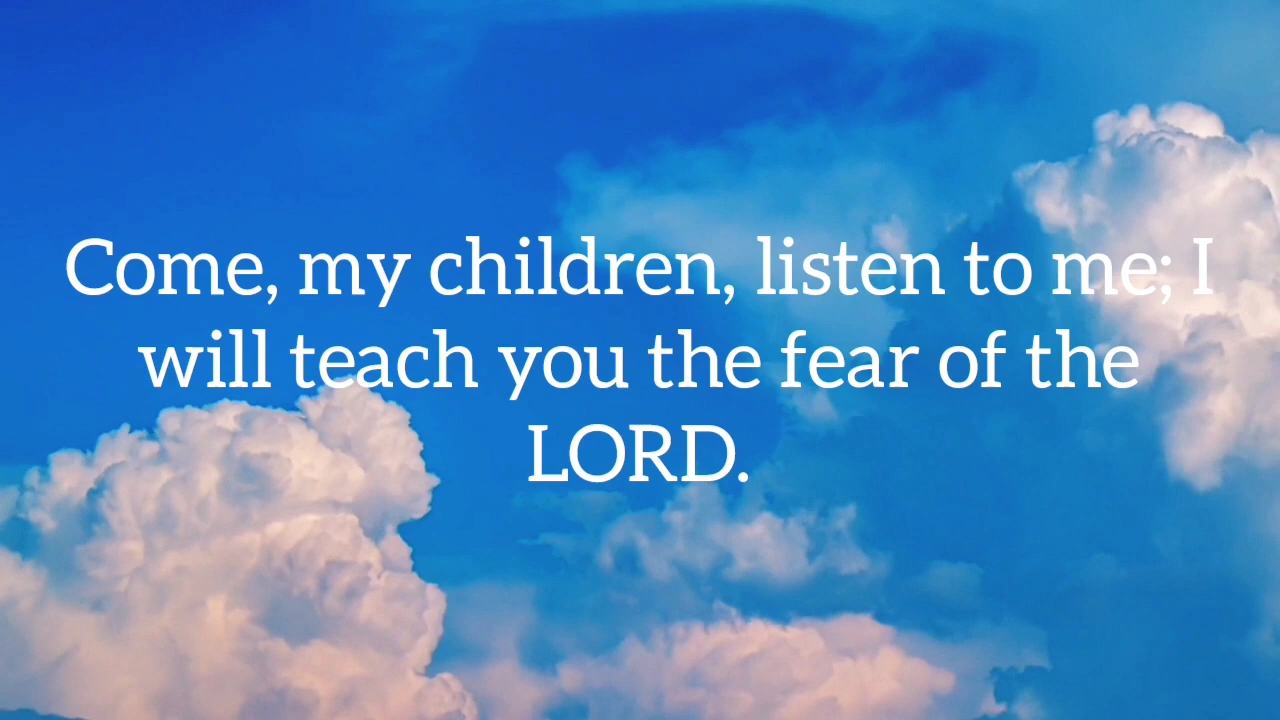 Come, my children, listen to me; I
will teach you the fear of the
LORD.